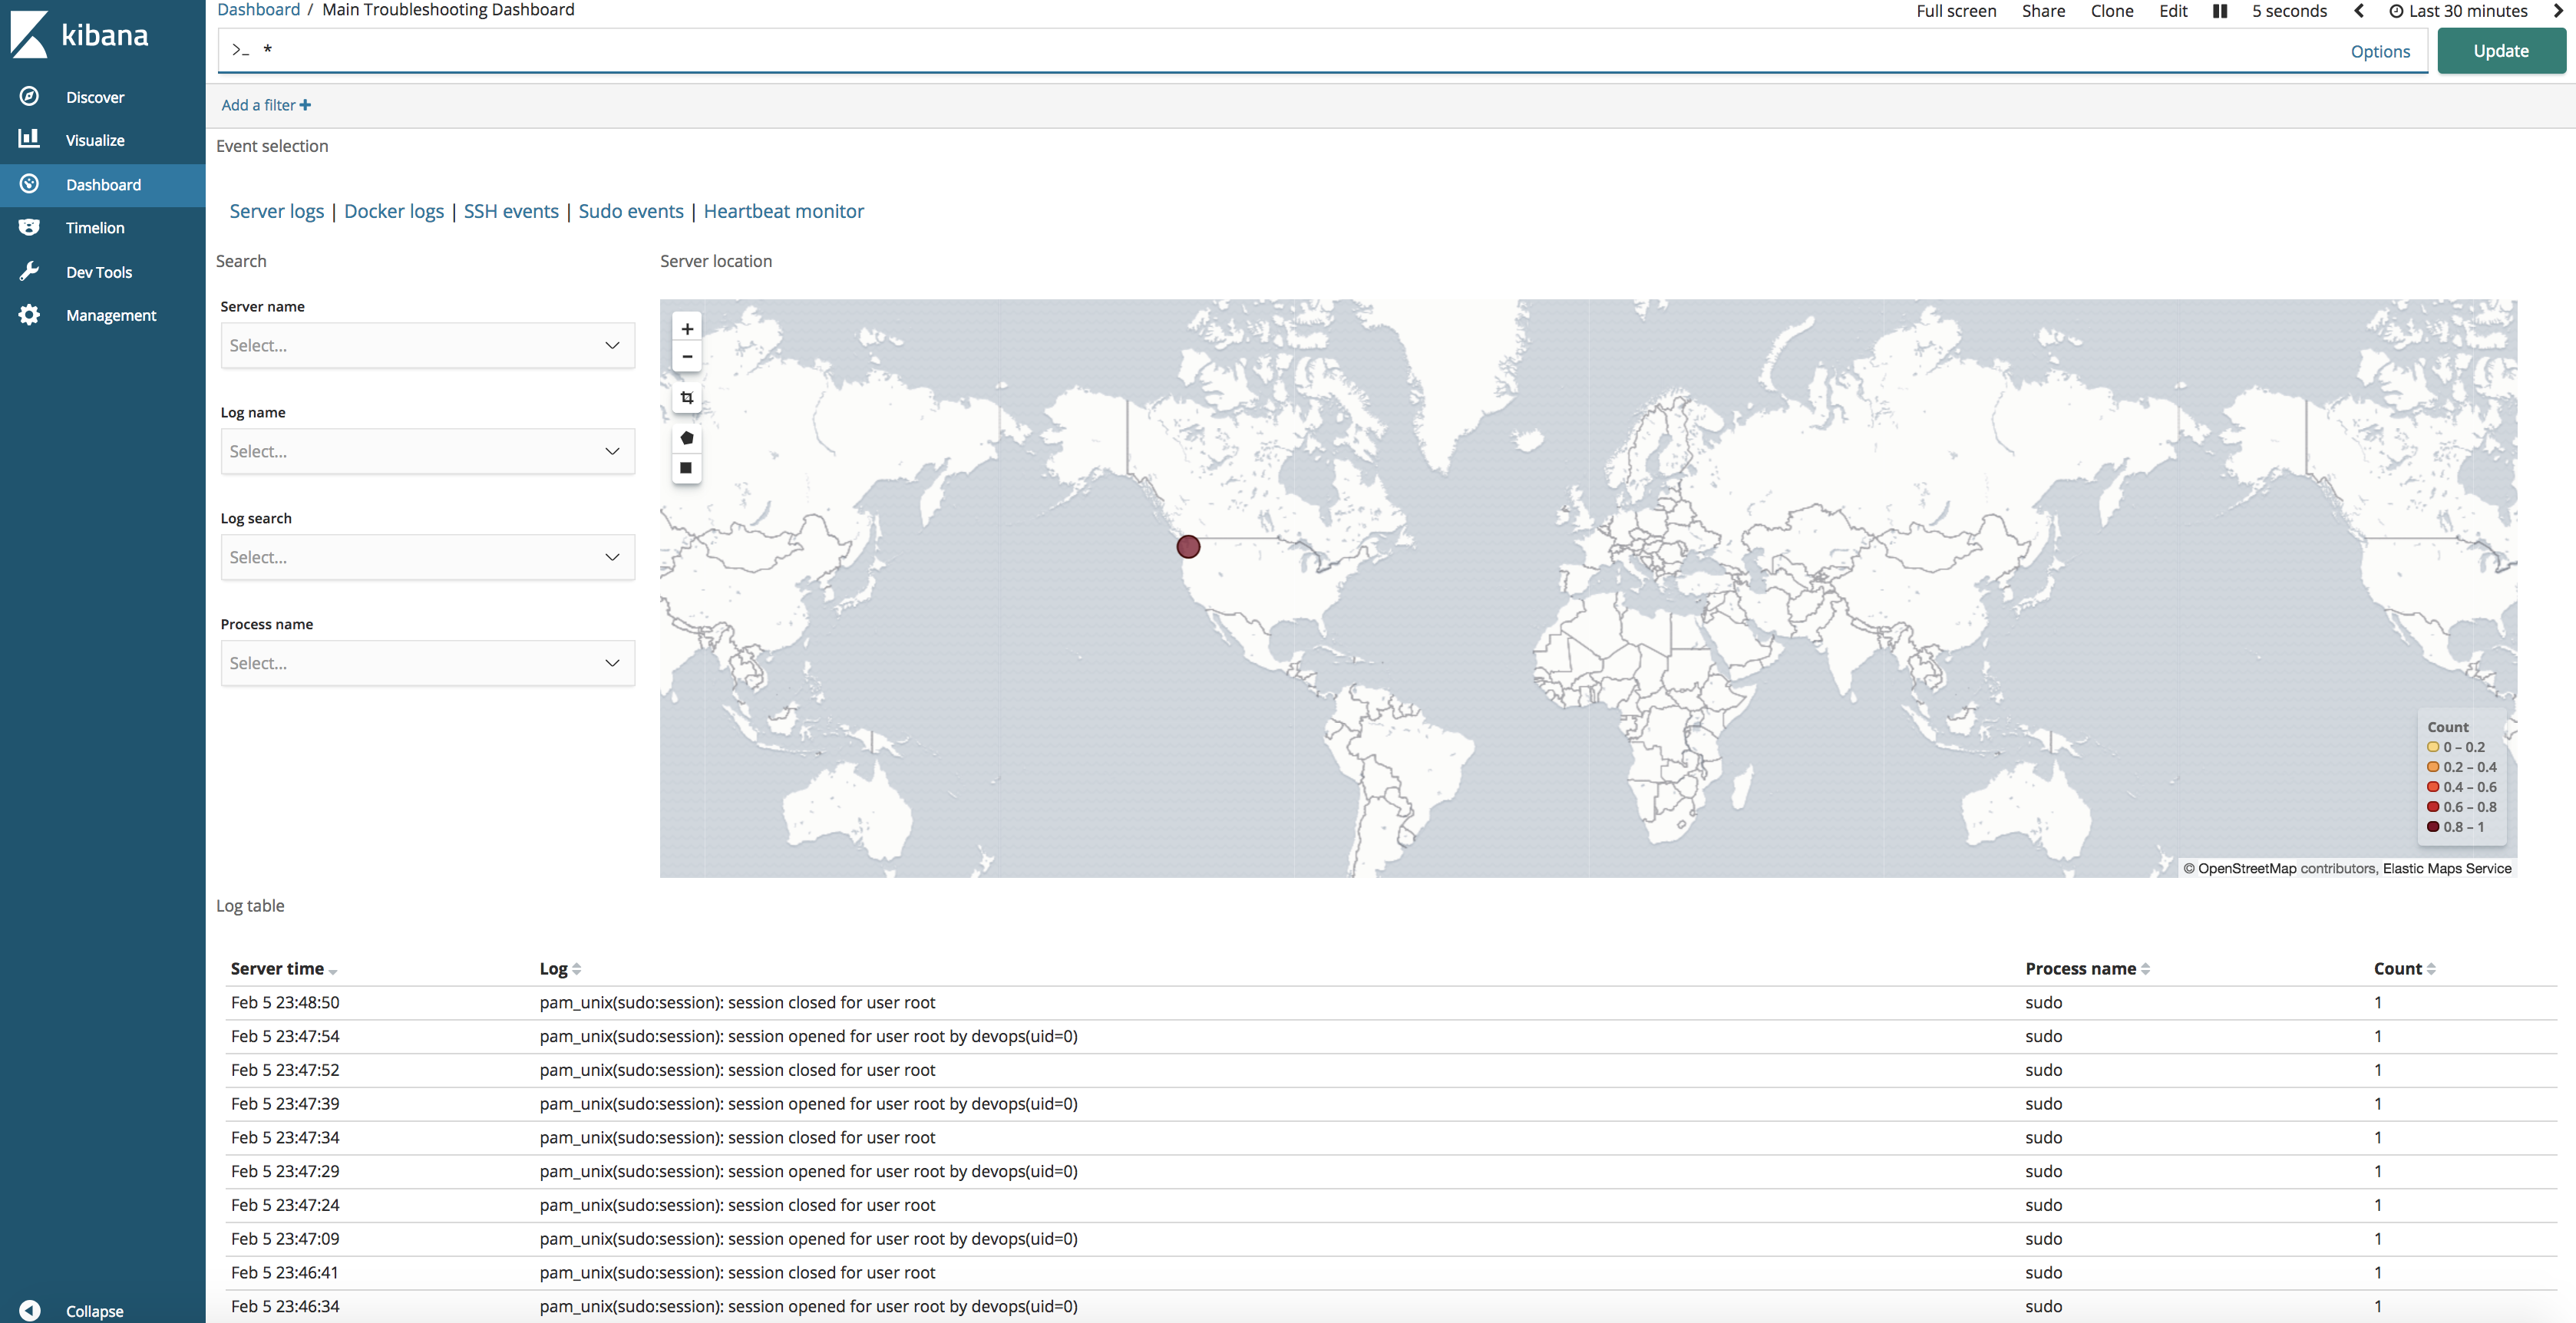 kibana
Discover
Visualize
Dashboard
Timelion
Dev Tools
Management
Collapse
Dashboard / Main Troubleshooting Dashboard
Full screen Share Clone Edit 5 seconds Last 30 minutes
>_ * Options Update
Add a filter +
Event selection
Server logs | Docker logs | SSH events | Sudo events | Heartbeat monitor
Search
Server name
Select...
Log name
Select...
Log search
Select...
Process name
Select...
Server location
+
−
Count
0 – 0.2
0.2 – 0.4
0.4 – 0.6
0.6 – 0.8
0.8 – 1
© OpenStreetMap contributors, Elastic Maps Service
Log table
Server time Log Process name Count
Feb 5 23:48:50 pam_unix(sudo:session): session closed for user root sudo 1
Feb 5 23:47:54 pam_unix(sudo:session): session opened for user root by devops(uid=0) sudo 1
Feb 5 23:47:52 pam_unix(sudo:session): session closed for user root sudo 1
Feb 5 23:47:39 pam_unix(sudo:session): session opened for user root by devops(uid=0) sudo 1
Feb 5 23:47:34 pam_unix(sudo:session): session closed for user root sudo 1
Feb 5 23:47:29 pam_unix(sudo:session): session opened for user root by devops(uid=0) sudo 1
Feb 5 23:47:24 pam_unix(sudo:session): session closed for user root sudo 1
Feb 5 23:47:09 pam_unix(sudo:session): session opened for user root by devops(uid=0) sudo 1
Feb 5 23:46:41 pam_unix(sudo:session): session closed for user root sudo 1
Feb 5 23:46:34 pam_unix(sudo:session): session opened for user root by devops(uid=0) sudo 1